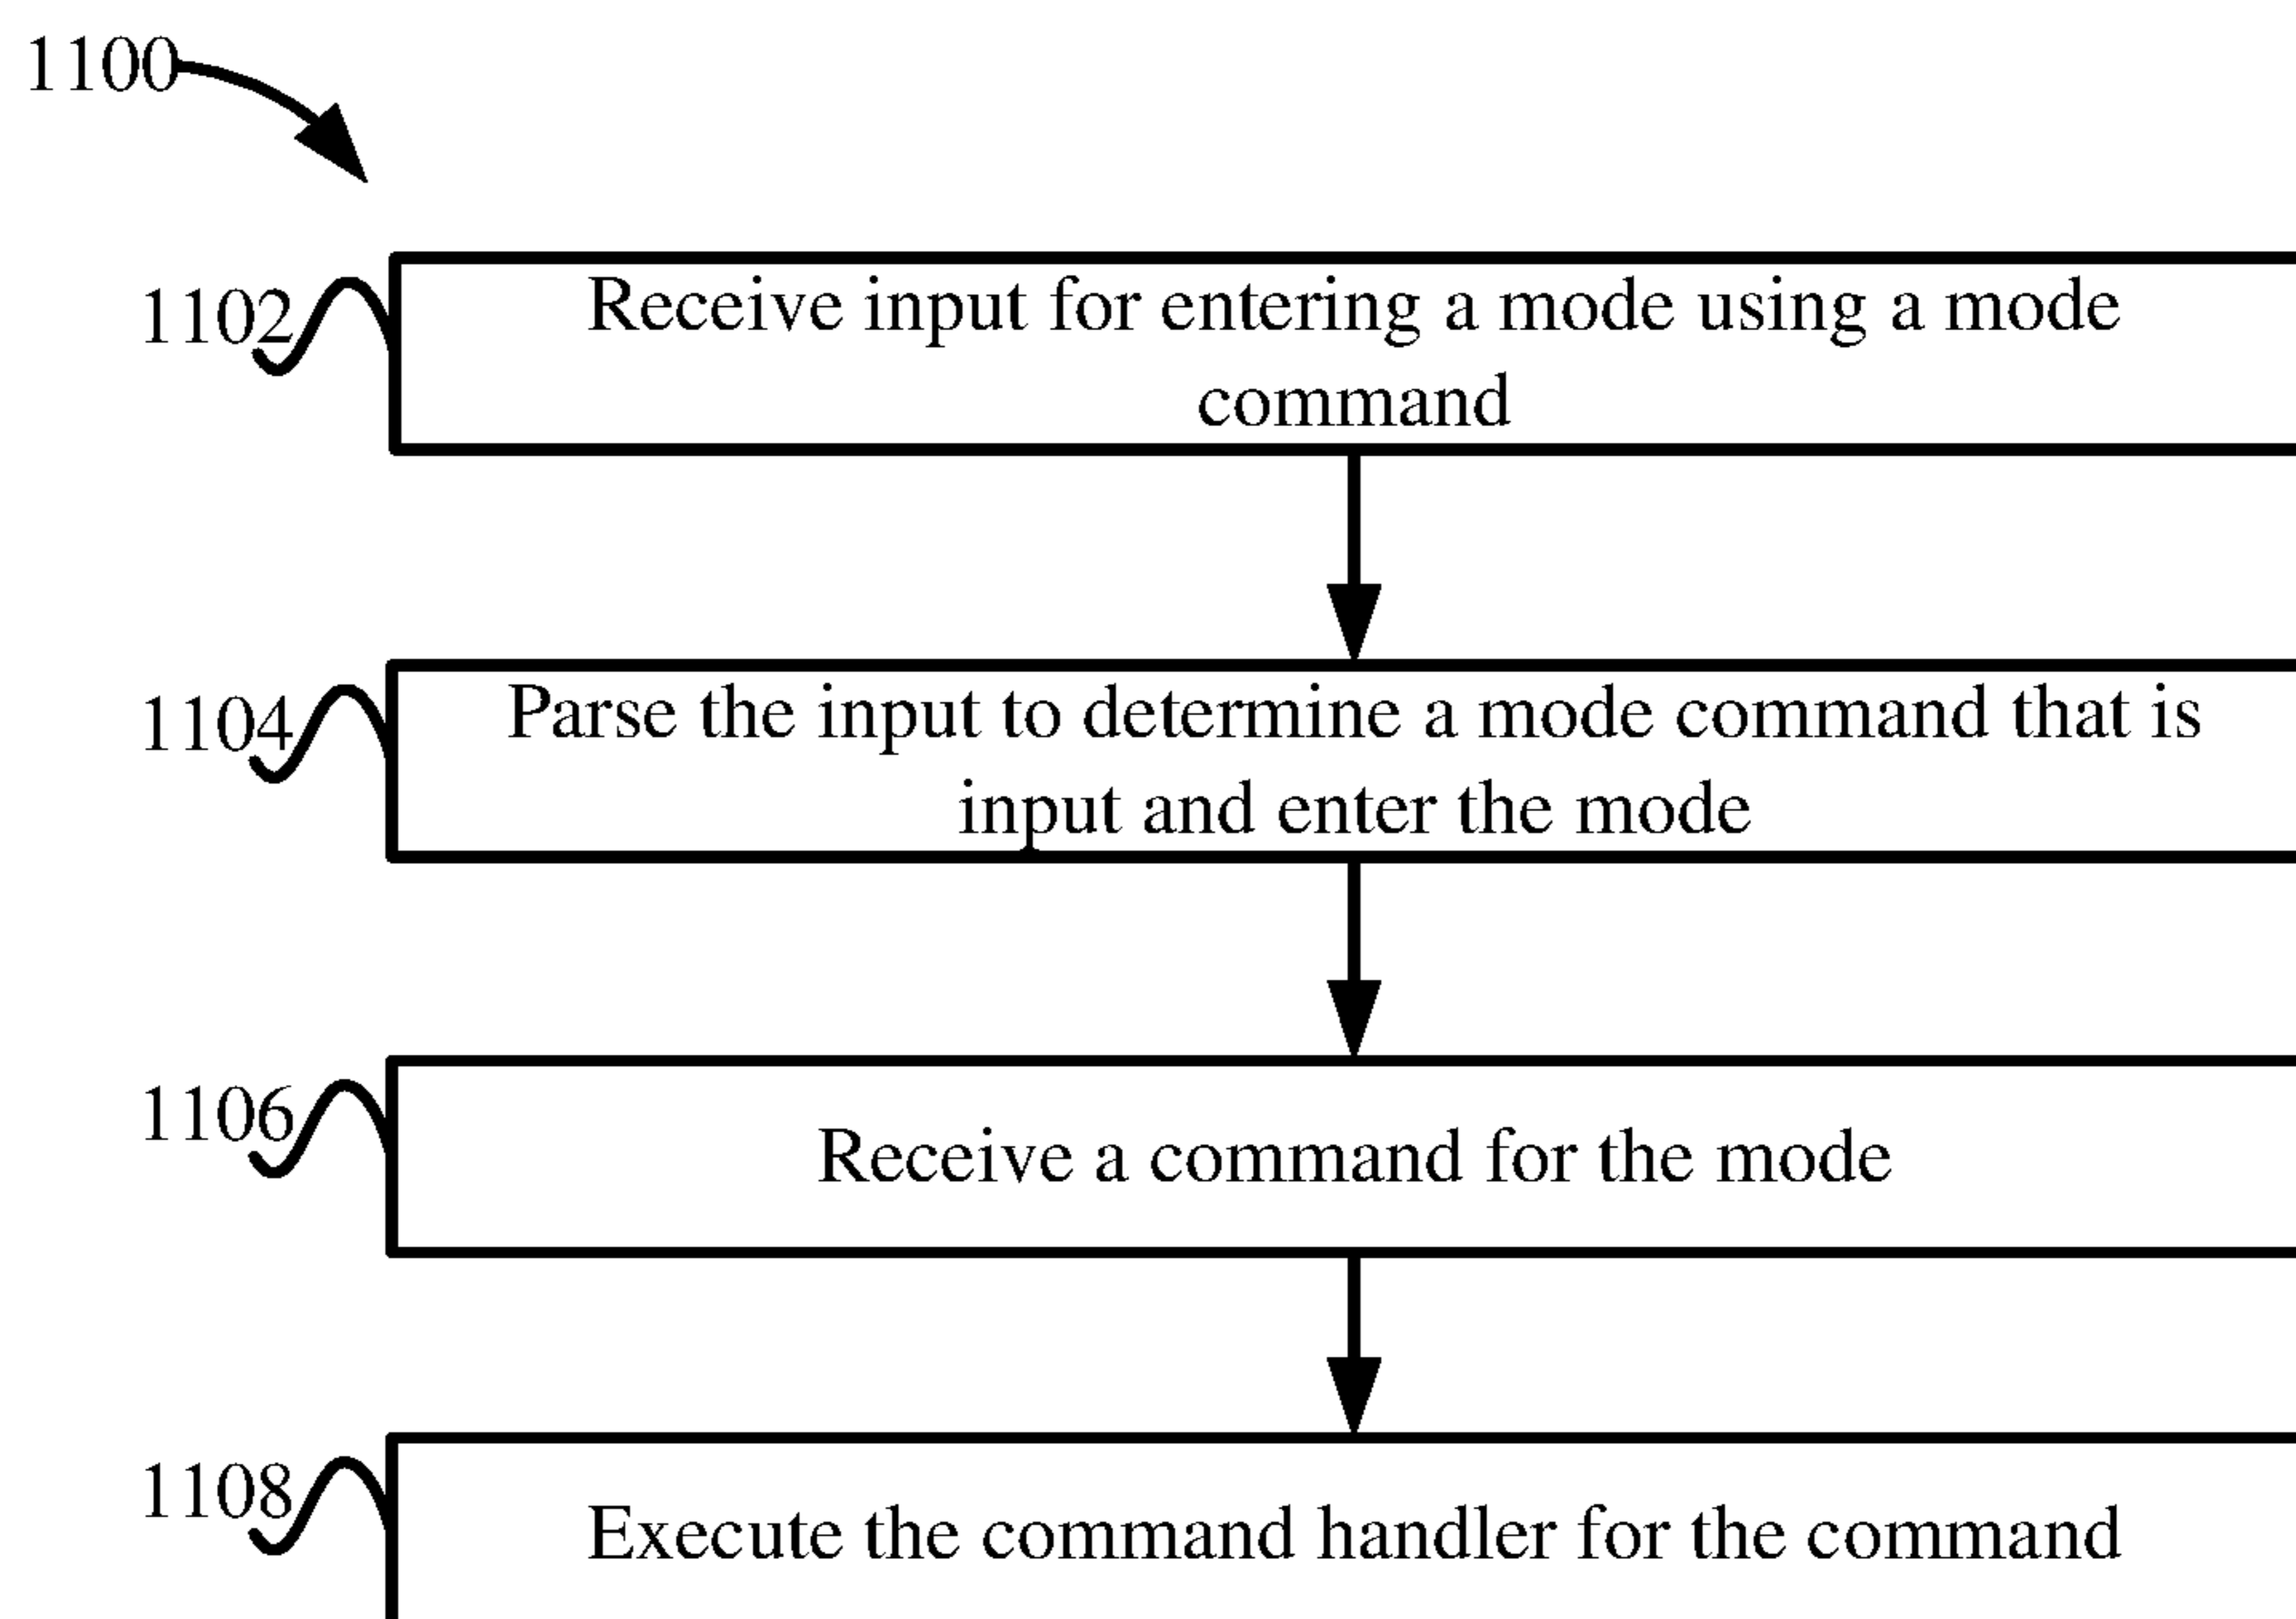 1100
1102
Receive input for entering a mode using a mode
command
1104
Parse the input to determine a mode command that is
input and enter the mode
1106
Receive a command for the mode
1108
Execute the command handler for the command